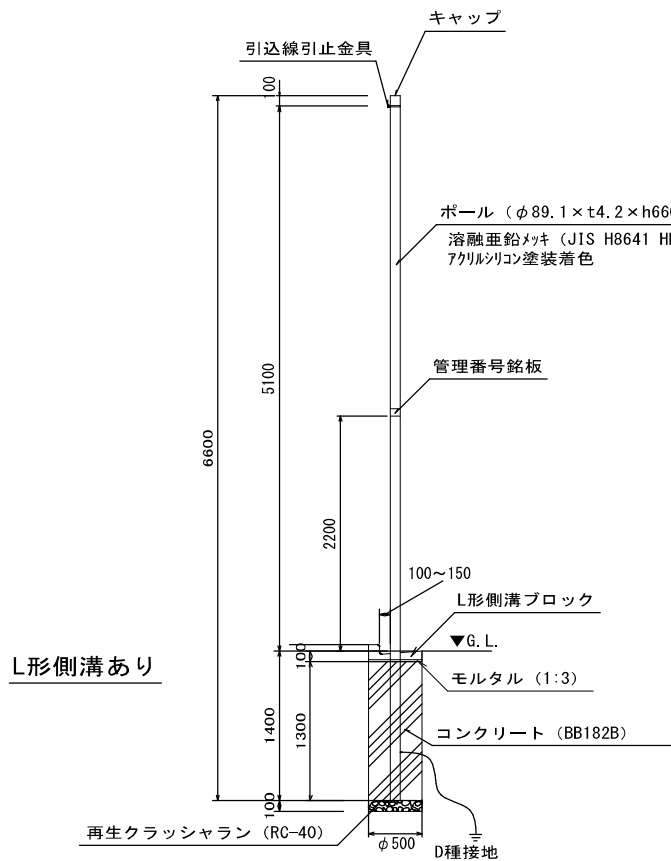 キャップ
引込線引止金具
100
ポール（φ89.1×t4.2×h660
溶融亜鉛ﾒｯｷ（JIS H8641 H
ｱｸﾘﾙｼﾘｺﾝ塗装着色
5100
管理番号銘板
6600
2200
100～150
L形側溝ブロック
▼G.L.
100
L形側溝あり
モルタル（1:3）
1400
1300
コンクリート（BB182B）
100
再生クラッシャラン（RC-40）
φ500
D種接地